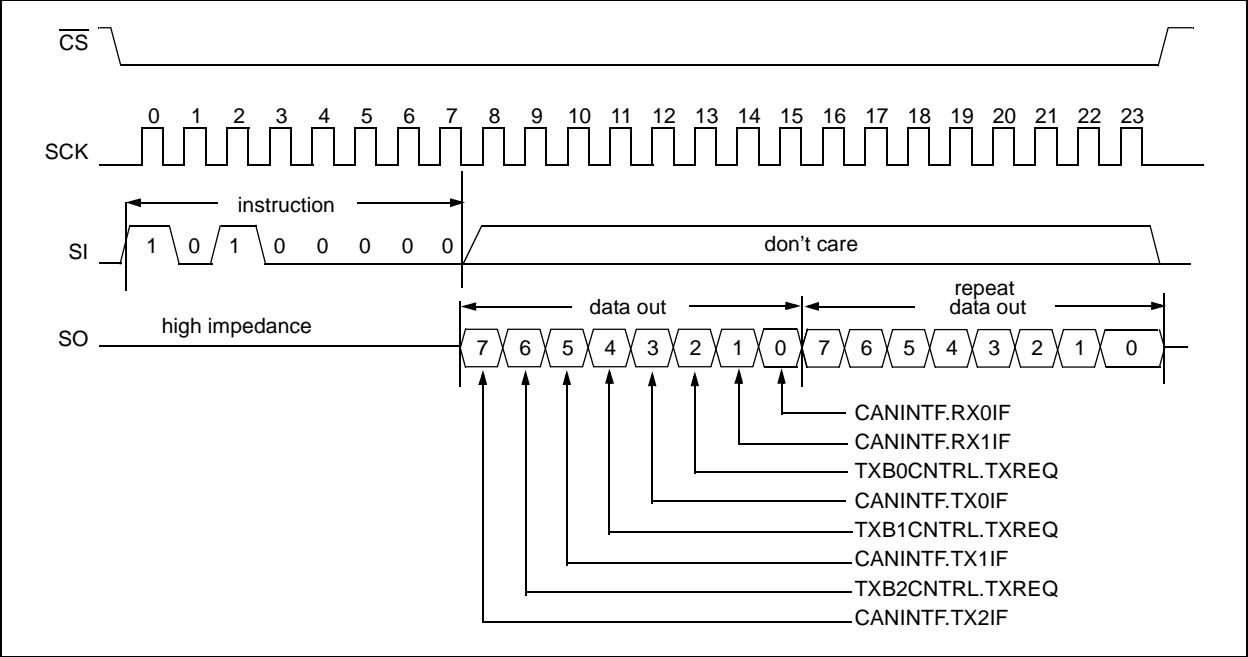 CS
0 1 2 3 4 5 6 7 8 9 10 11 12 13 14 15 16 17 18 19 20 21 22 23
SCK
instruction
SI 1 0 1 0 0 0 0 0 don't care
data out
repeat
data out
SO high impedance 7 6 5 4 3 2 1 0 7 6 5 4 3 2 1 0
CANINTF.RX0IF
CANINTF.RX1IF
TXB0CNTRL.TXREQ
CANINTF.TX0IF
TXB1CNTRL.TXREQ
CANINTF.TX1IF
TXB2CNTRL.TXREQ
CANINTF.TX2IF